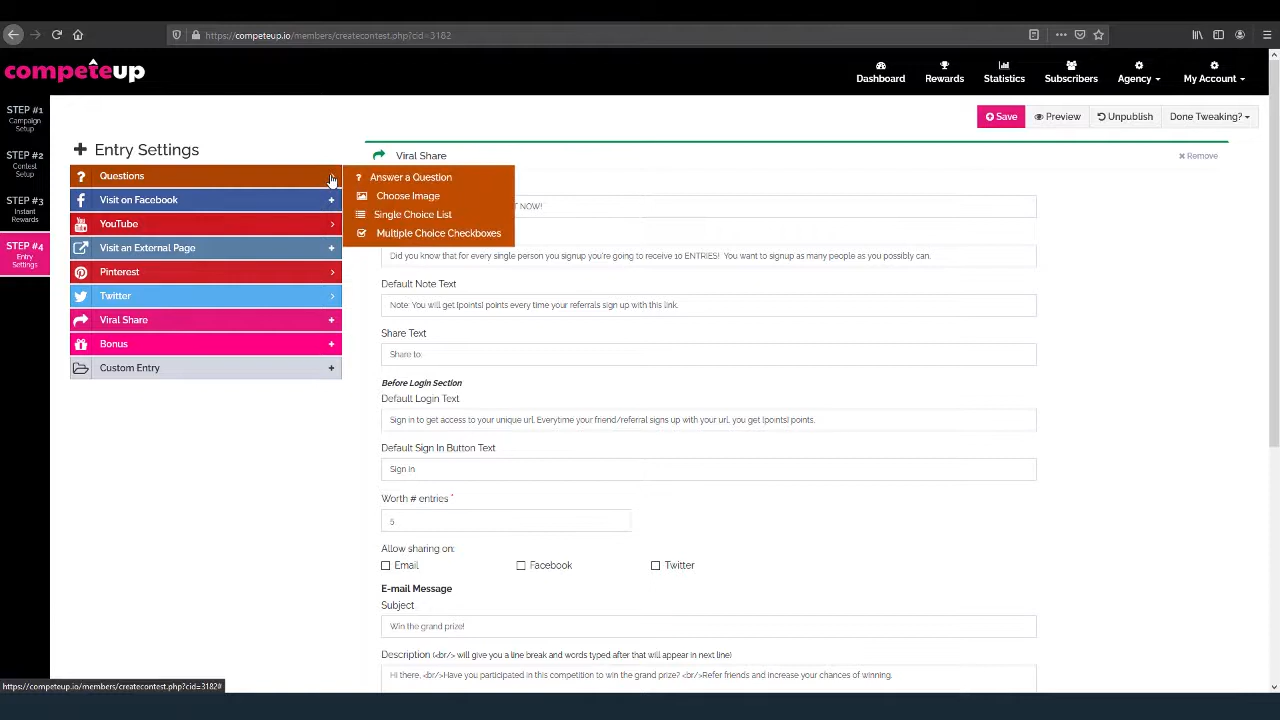 https://competeup.io/members/createcontest.php?cid=3182
competeup
Dashboard
Rewards
Statistics
Subscribers
Agency
My Account
STEP #1
Campaign
Setup
STEP #2
Contest
Setup
STEP #3
Instant
Rewards
STEP #4
Entry
Settings
Save
Preview
Unpublish
Done Tweaking?
Entry Settings
Questions
Visit on Facebook
YouTube
Visit an External Page
Pinterest
Twitter
Viral Share
Bonus
Custom Entry
Answer a Question
Choose Image
Single Choice List
Multiple Choice Checkboxes
Viral Share
Remove
NOW!
Did you know that for every single person you signup you're going to receive 10 ENTRIES! You want to signup as many people as you possibly can.
Default Note Text
Note: You will get [points] points every time your referrals sign up with this link.
Share Text
Share to:
Before Login Section
Default Login Text
Sign in to get access to your unique url. Everytime your friend/referral signs up with your url, you get [points] points.
Default Sign In Button Text
Sign in
Worth # entries *
5
Allow sharing on:
Email
Facebook
Twitter
E-mail Message
Subject
Win the grand prize!
Description (<br/> will give you a line break and words typed after that will appear in next line)
Hi there, <br/>Have you participated in this competition to win the grand prize? <br/>Refer friends and increase your chances of winning.
https://competeup.io/members/createcontest.php?cid=3182#